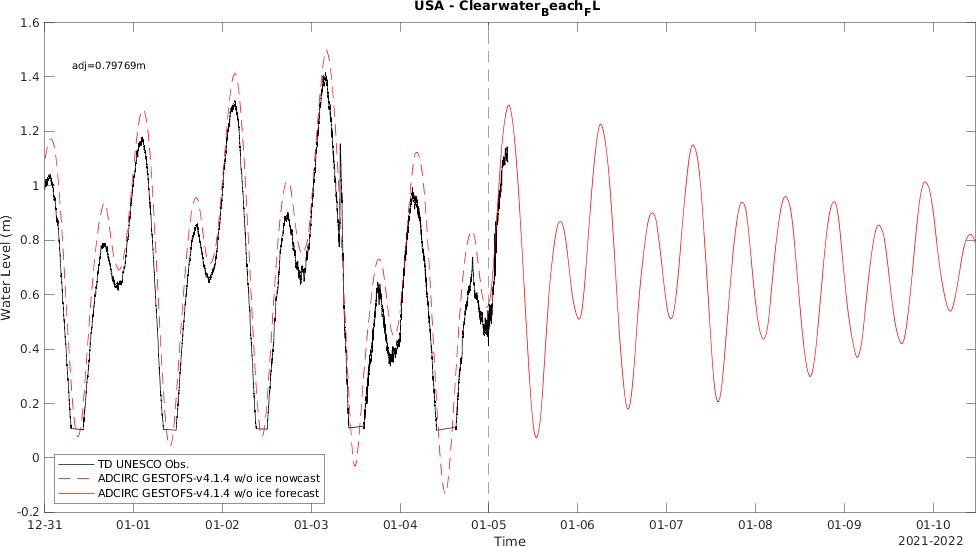 USA - Clearwater_Beach_FL
adj=0.79769m
1.6
1.4
1.2
1
0.8
0.6
0.4
0.2
0
-0.2
Water Level (m)
TD UNESCO Obs.
ADCIRC GESTOFS-v4.1.4 w/o ice nowcast
ADCIRC GESTOFS-v4.1.4 w/o ice forecast
12-31 01-01 01-02 01-03 01-04 01-05 01-06 01-07 01-08 01-09 01-10
Time
2021-2022